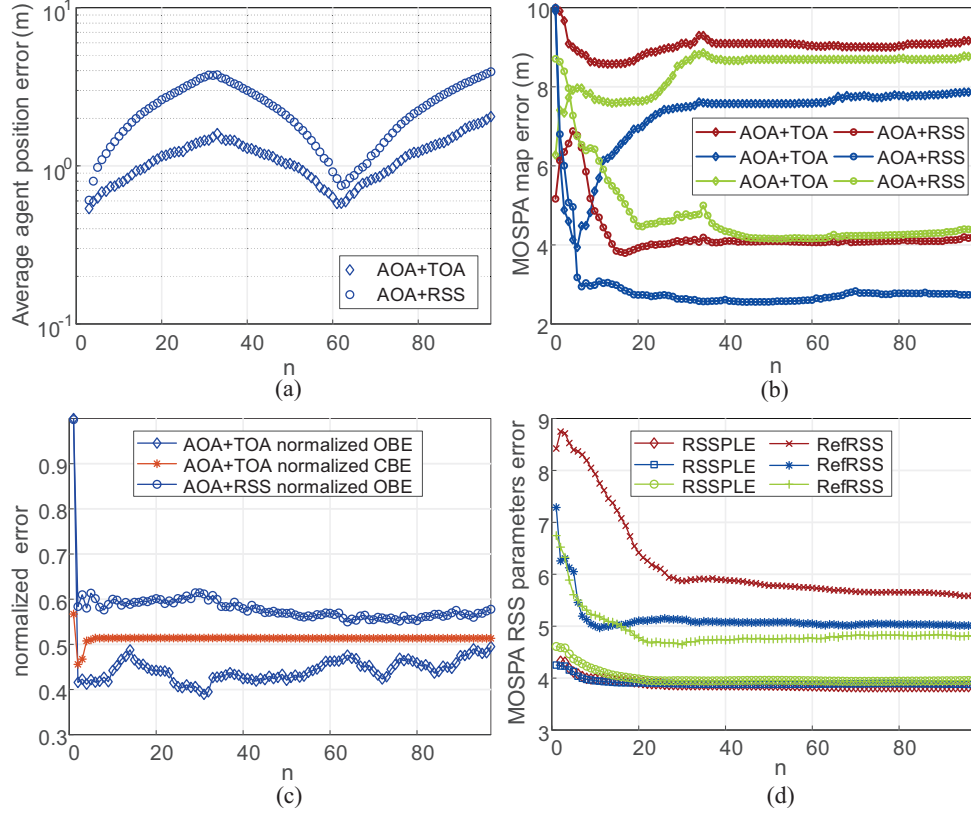 Average agent position error (m)
10^1
10^0
10^-1
0 20 40 60 80
n
AOA+TOA
AOA+RSS
(a)
MOSPA map error (m)
10
8
6
4
2
0 20 40 60 80
n
AOA+TOA AOA+RSS
AOA+TOA AOA+RSS
AOA+TOA AOA+RSS
(b)
normalized error
0.9
0.8
0.7
0.6
0.5
0.4
0.3
0 20 40 60 80
n
AOA+TOA normalized OBE
AOA+TOA normalized CBE
AOA+RSS normalized OBE
(c)
MOSPA RSS parameters error
9
8
7
6
5
4
3
0 20 40 60 80
n
RSSPLE RefRSS
RSSPLE RefRSS
RSSPLE RefRSS
(d)